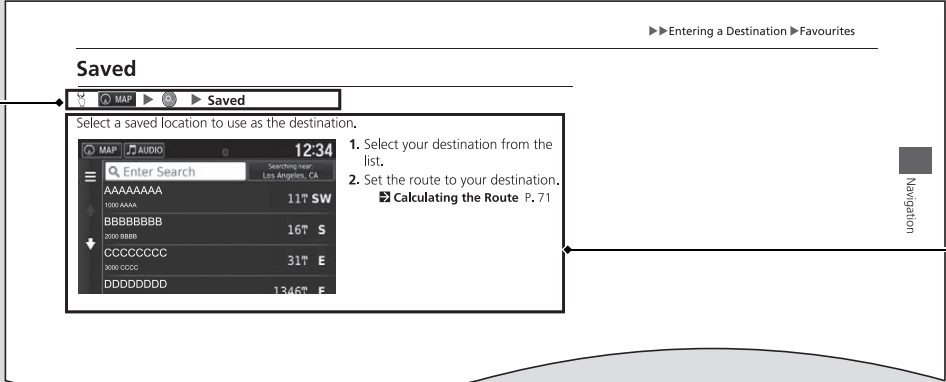 ▶▶Entering a Destination ▶Favourites
Saved
MAP ▶ ▶ Saved
Select a saved location to use as the destination.
MAP AUDIO 12:34
Enter Search
Searching near:
Los Angeles, CA
AAAAAAAA
1000 AAAA
11 SW
BBBBBBBB
2000 BBBB
16 S
CCCCCCCC
3000 CCCC
31 E
DDDDDDDD
1346
1. Select your destination from the
list.
2. Set the route to your destination.
Calculating the Route P. 71
Navigation